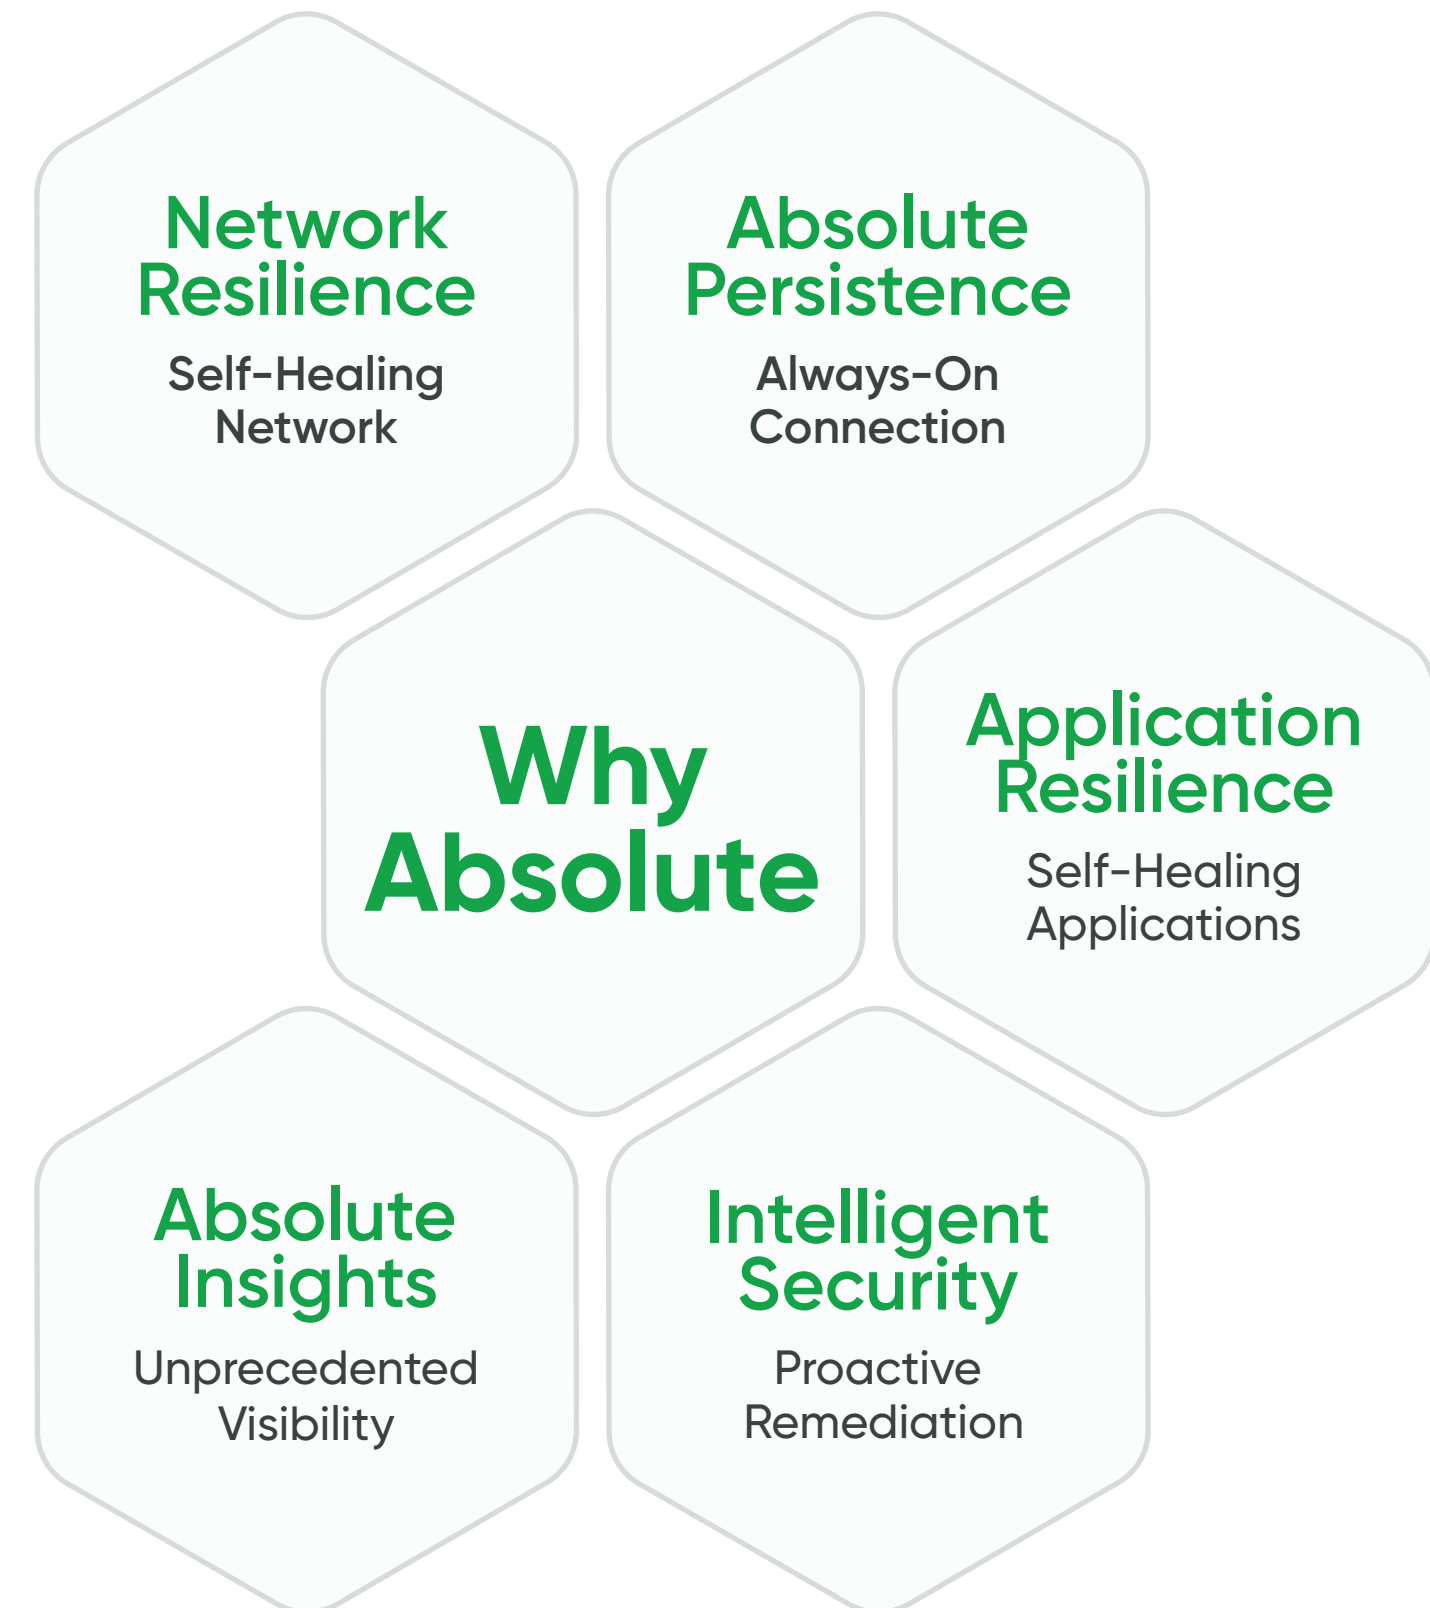 Network
Resilience
Self-Healing
Network
Absolute
Persistence
Always-On
Connection
Why
Absolute
Application
Resilience
Self-Healing
Applications
Absolute
Insights
Unprecedented
Visibility
Intelligent
Security
Proactive
Remediation